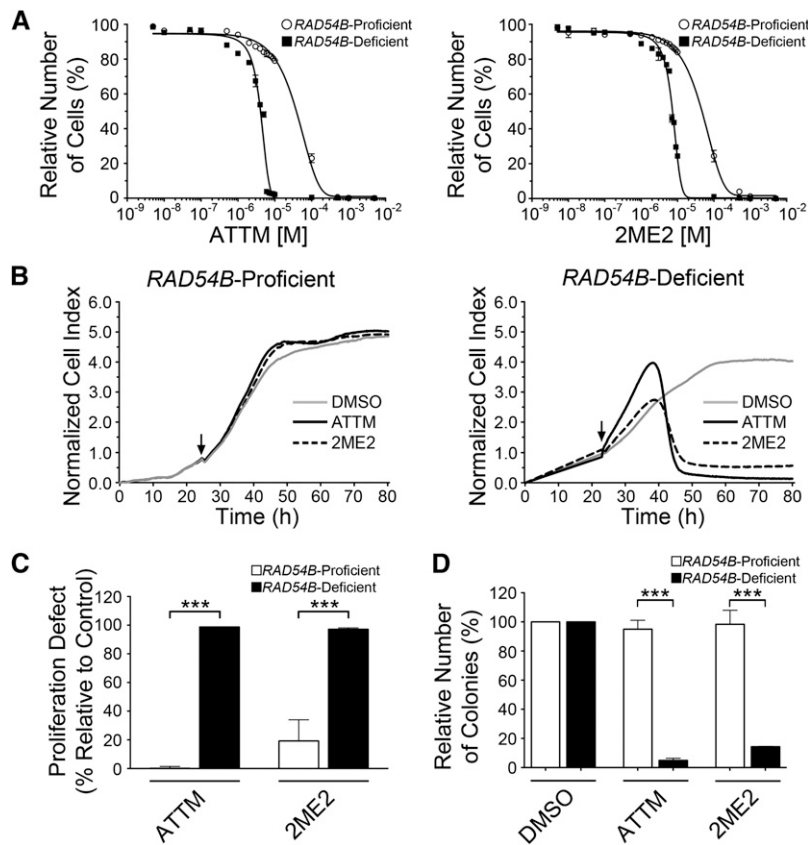 A
RAD54B-Proficient
RAD54B-Deficient
Relative Number
of Cells (%)
100
80
60
40
20
0
10-9 10-8 10-7 10-6 10-5 10-4 10-3 10-2
ATTM [M]
RAD54B-Proficient
RAD54B-Deficient
Relative Number
of Cells (%)
100
80
60
40
20
0
10-9 10-8 10-7 10-6 10-5 10-4 10-3 10-2
2ME2 [M]
B
RAD54B-Proficient
Normalized Cell Index
6.0
5.0
4.0
3.0
2.0
1.0
0
DMSO
ATTM
2ME2
0 10 20 30 40 50 60 70 80
Time (h)
RAD54B-Deficient
Normalized Cell Index
6.0
5.0
4.0
3.0
2.0
1.0
0
DMSO
ATTM
2ME2
0 10 20 30 40 50 60 70 80
Time (h)
C
RAD54B-Proficient
RAD54B-Deficient
Proliferation Defect
(% Relative to Control)
120
100
80
60
40
20
0
*** ***
ATTM
2ME2
D
RAD54B-Proficient
RAD54B-Deficient
Relative Number
of Colonies (%)
120
100
80
60
40
20
0
*** ***
DMSO
ATTM
2ME2